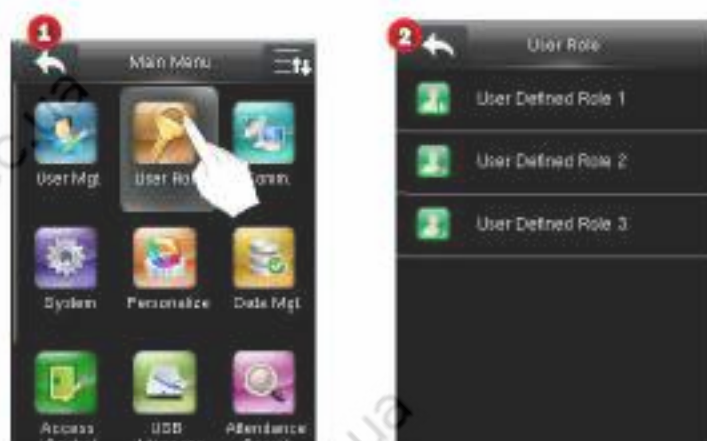 1
Main Menu
User Mgt.
User Ro
Comm.
System
Personalize
Data Mgt.
Access
USB
Attendance
2
User Role
User Defined Role 1
User Defined Role 2
User Defined Role 3